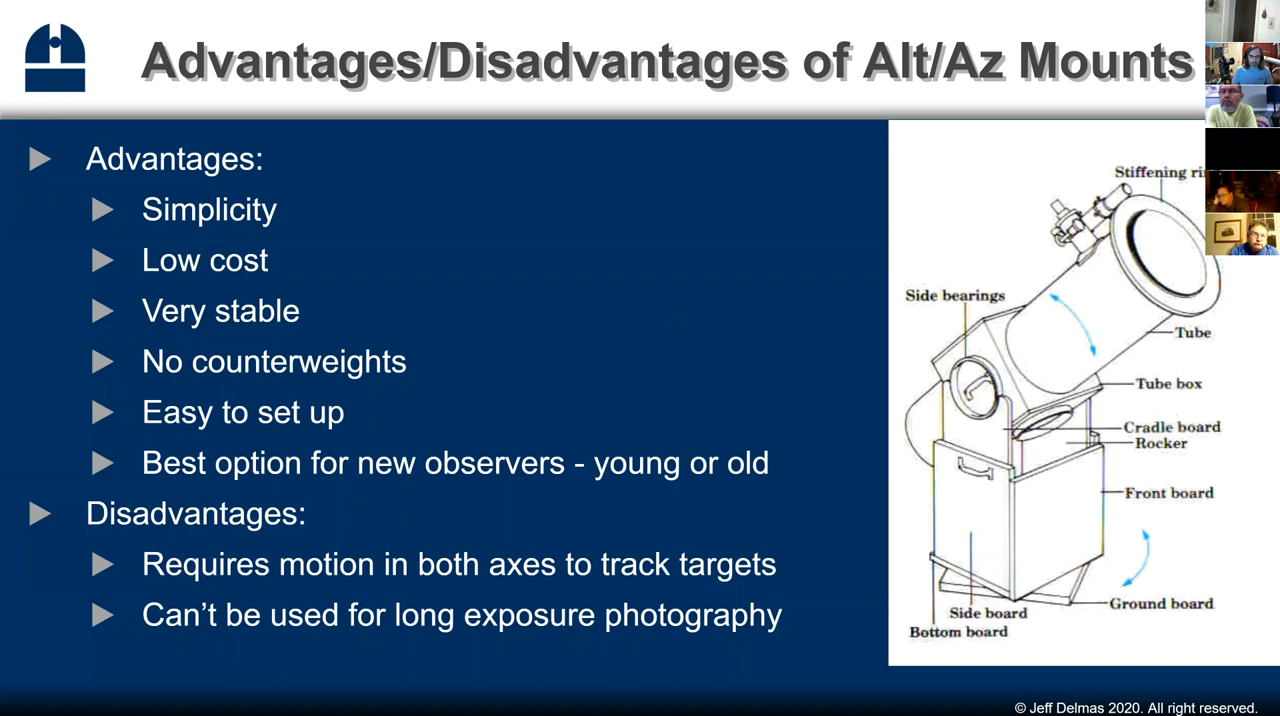 Advantages/Disadvantages of Alt/Az Mounts
Advantages:
Simplicity
Low cost
Very stable
No counterweights
Easy to set up
Best option for new observers - young or old
Disadvantages:
Requires motion in both axes to track targets
Can't be used for long exposure photography
Stiffening
Side bearings
Tube
Tube box
Cradle board
Rocker
Front board
Ground board
Side board
Bottom board
© Jeff Delmas 2020. All right reserved.